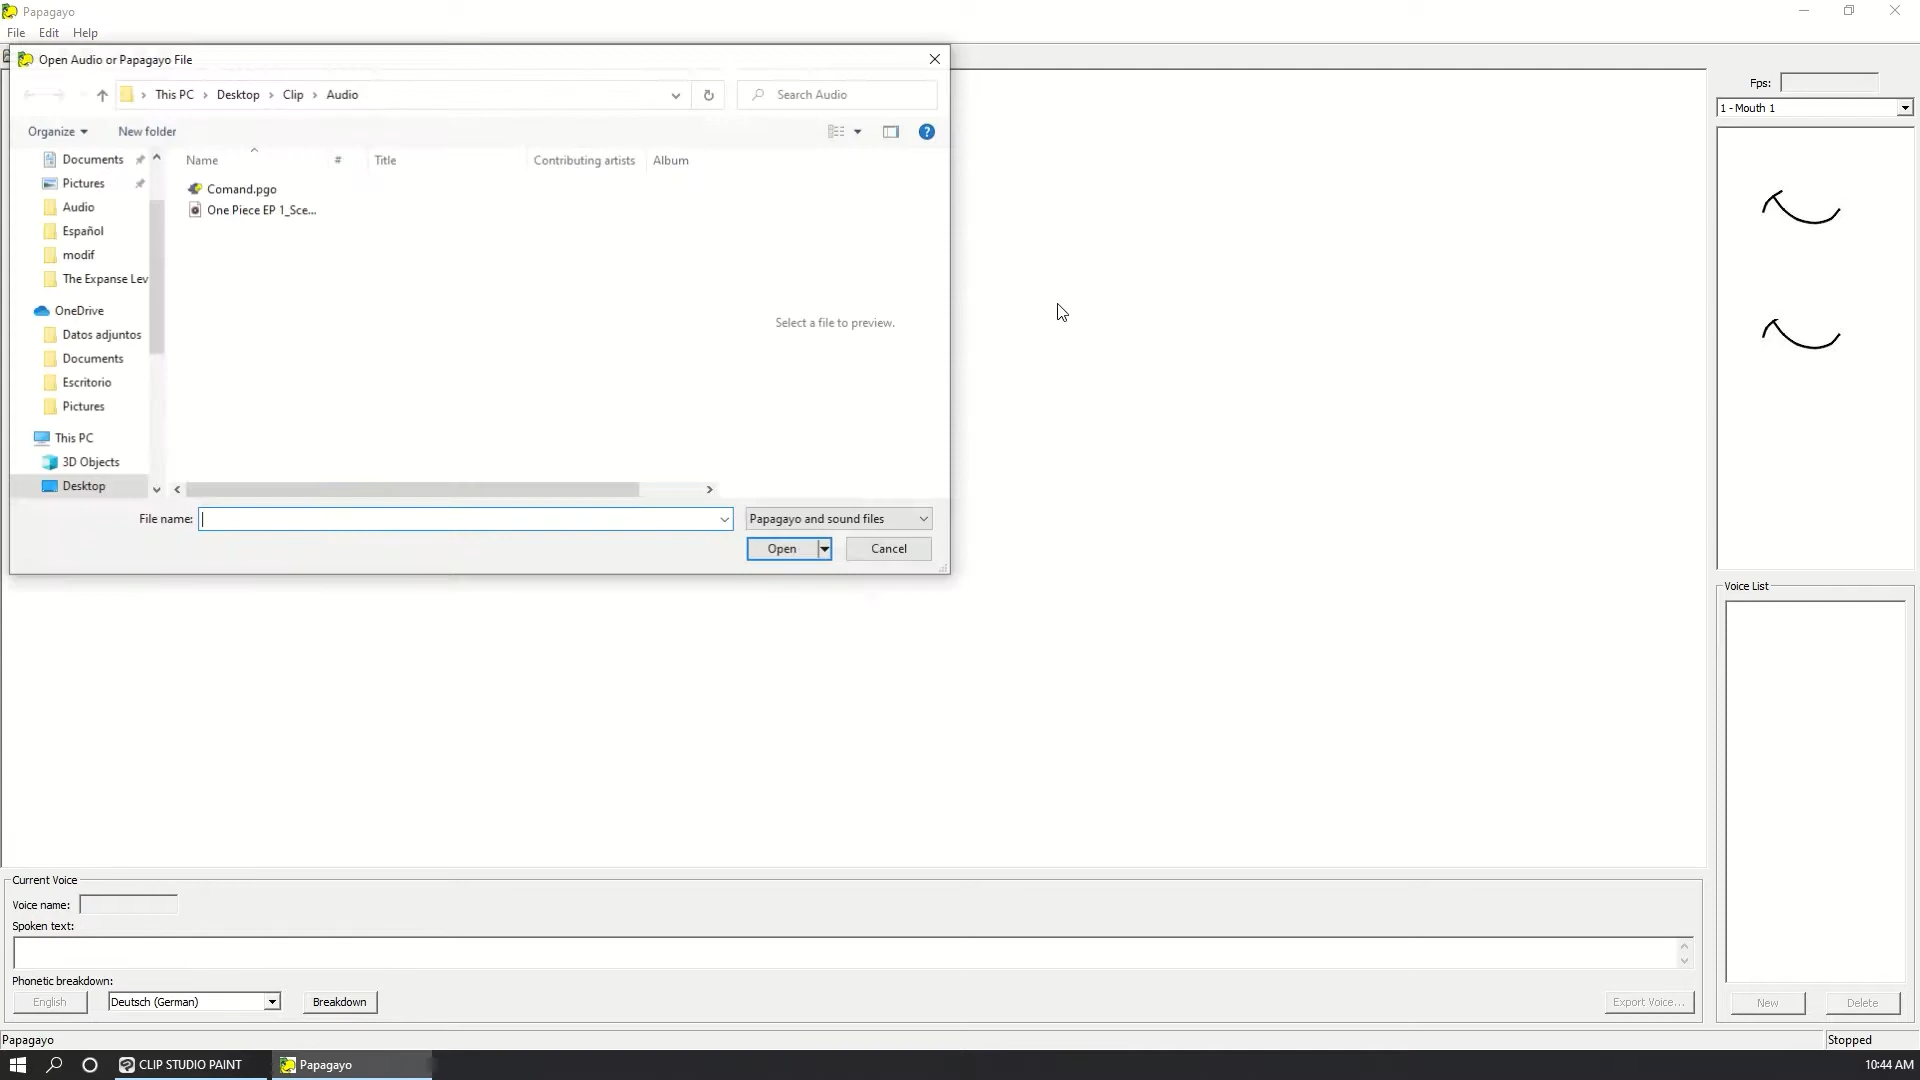 Papagayo
File Edit Help
Open Audio or Papagayo File
This PC > Desktop > Clip > Audio
Search Audio
Organize New folder
Name # Title Contributing artists Album
Comand.pgo
One Piece EP 1_Sce...
Select a file to preview.
Documents
Pictures
Audio
Español
modif
The Expanse Lev
OneDrive
Datos adjuntos
Documents
Escritorio
Pictures
This PC
3D Objects
Desktop
File name:
Papagayo and sound files
Open Cancel
Fps:
1 - Mouth 1
Voice List
New Delete
Current Voice
Voice name:
Spoken text:
Phonetic breakdown:
English Deutsch (German) Breakdown Export Voice...
Papagayo Stopped
CLIP STUDIO PAINT Papagayo 10:44 AM